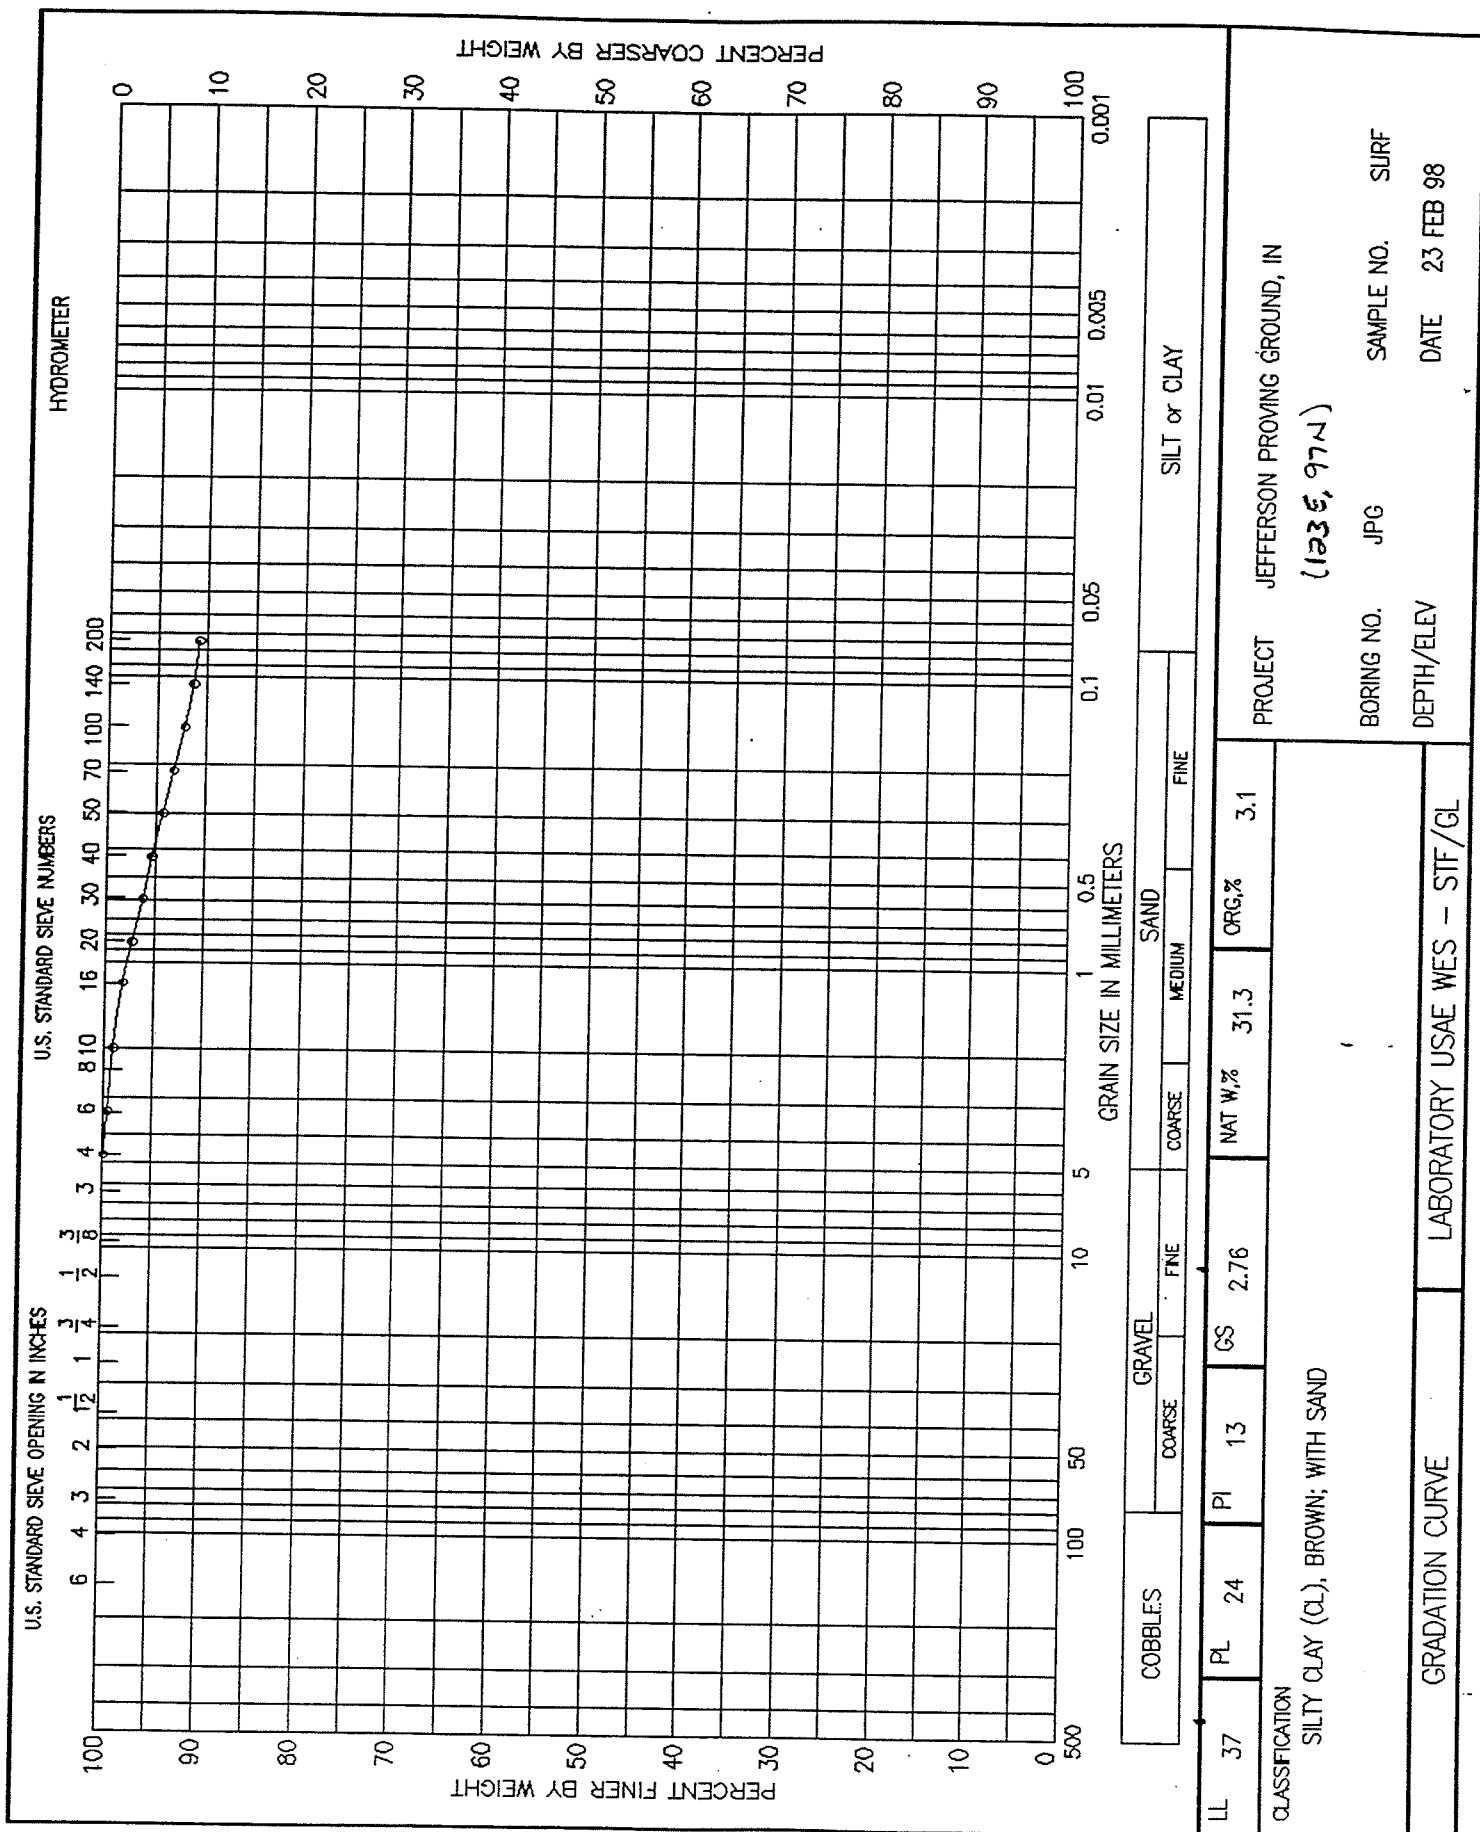 U.S. STANDARD SIEVE OPENING IN INCHES U.S. STANDARD SIEVE NUMBERS HYDROMETER
6 4 3 2 1 1/2 1 3/4 1/2 3/8 3 4 6 8 10 16 20 30 40 50 70 100 140 200
PERCENT FINER BY WEIGHT
100
90
80
70
60
50
40
30
20
10
0
PERCENT COARSER BY WEIGHT
0
10
20
30
40
50
60
70
80
90
100
500 100 50 10 5 1 0.5 0.1 0.05 0.01 0.005 0.001
GRAIN SIZE IN MILLIMETERS
COBBLES GRAVEL SAND SILT or CLAY
COARSE FINE COARSE MEDIUM FINE
LL 37 PL 24 PI 13 GS 2.76 NAT W,% 31.3 ORG,% 3.1
CLASSIFICATION
SILTY CLAY (CL), BROWN; WITH SAND
PROJECT JEFFERSON PROVING GROUND, IN
(123E, 97N)
BORING NO. JPG SAMPLE NO. SURF
DEPTH/ELEV DATE 23 FEB 98
GRADATION CURVE LABORATORY USAE WES - STF/GL